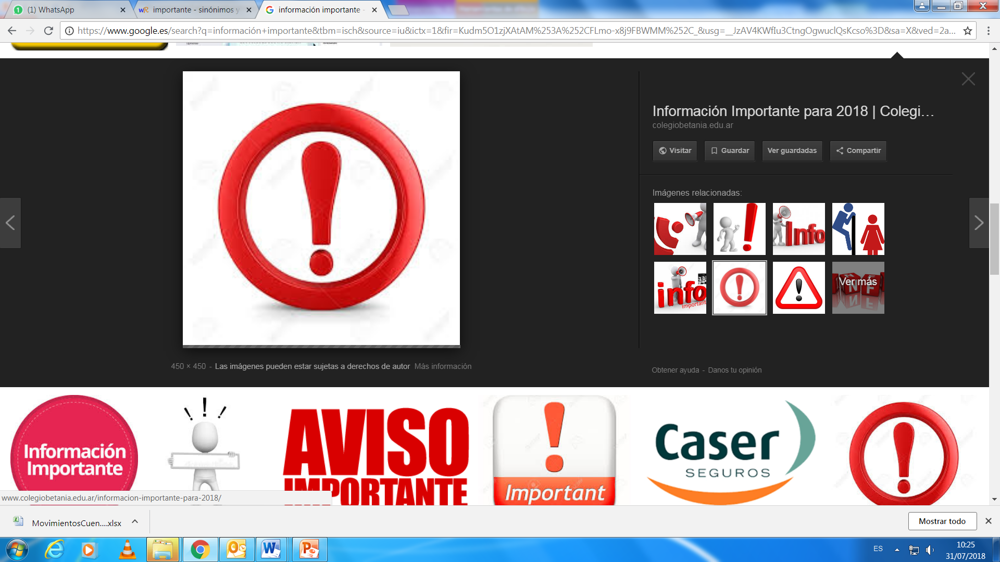 (1) WhatsApp
importante - sinónimos y
información importante -
https://www.google.es/search?q=información+importante&tbm=isch&source=iu&ictx=1&fir=Kudm5O1zjXAtAM%253A%252CFLmo-x8j9FBWMM%252C_&usg=__JzAV4KWfIu3CtngOgwuclQsKcso%3D&sa=X&ved=2a...
Información Importante para 2018 | Colegi...
colegiobetania.edu.ar
Visitar
Guardar
Ver guardadas
Compartir
Imágenes relacionadas:
Info
info
important
Ver más
450 × 450 - Las imágenes pueden estar sujetas a derechos de autor Más información
Obtener ayuda - Danos tu opinión
Información
Importante
AVISO
IMPORTANTE
Important
Caser
SEGUROS
www.colegiobetania.edu.ar/informacion-importante-para-2018/
MovimientosCuen....xlsx
Mostrar todo
ES
10:25
31/07/2018